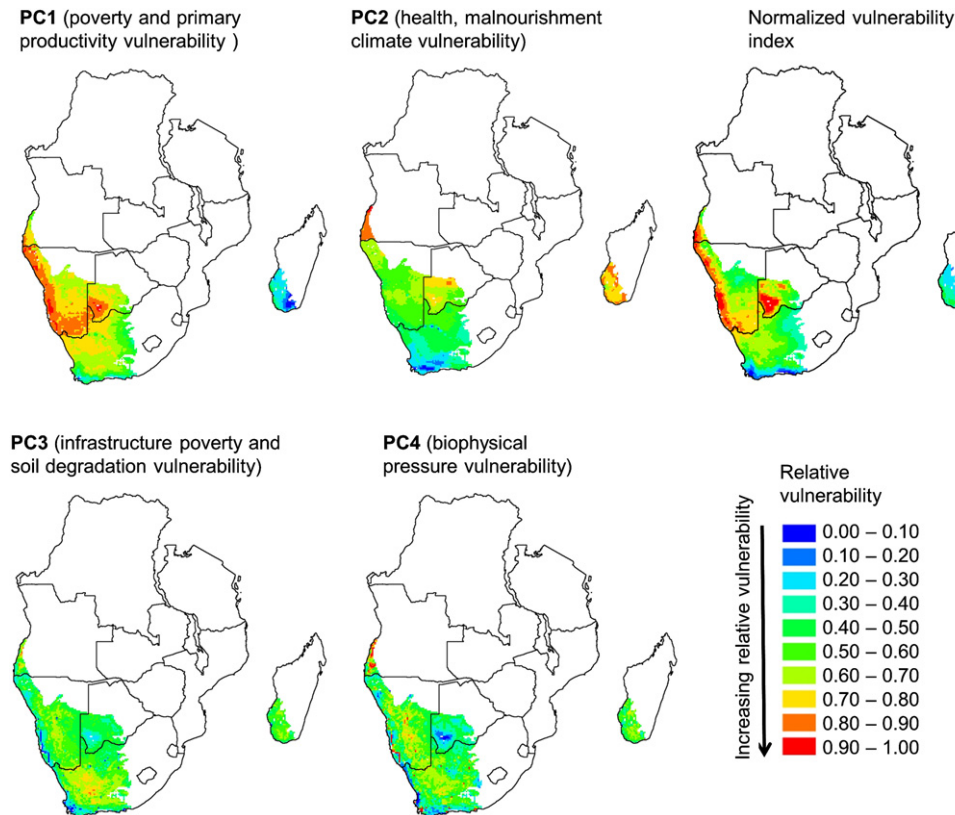 PC1 (poverty and primary
productivity vulnerability )
PC2 (health, malnourishment
climate vulnerability)
Normalized vulnerability
index
PC3 (infrastructure poverty and
soil degradation vulnerability)
PC4 (biophysical
pressure vulnerability)
Relative
vulnerability
Increasing relative vulnerability
0.00 – 0.10
0.10 – 0.20
0.20 – 0.30
0.30 – 0.40
0.40 – 0.50
0.50 – 0.60
0.60 – 0.70
0.70 – 0.80
0.80 – 0.90
0.90 – 1.00